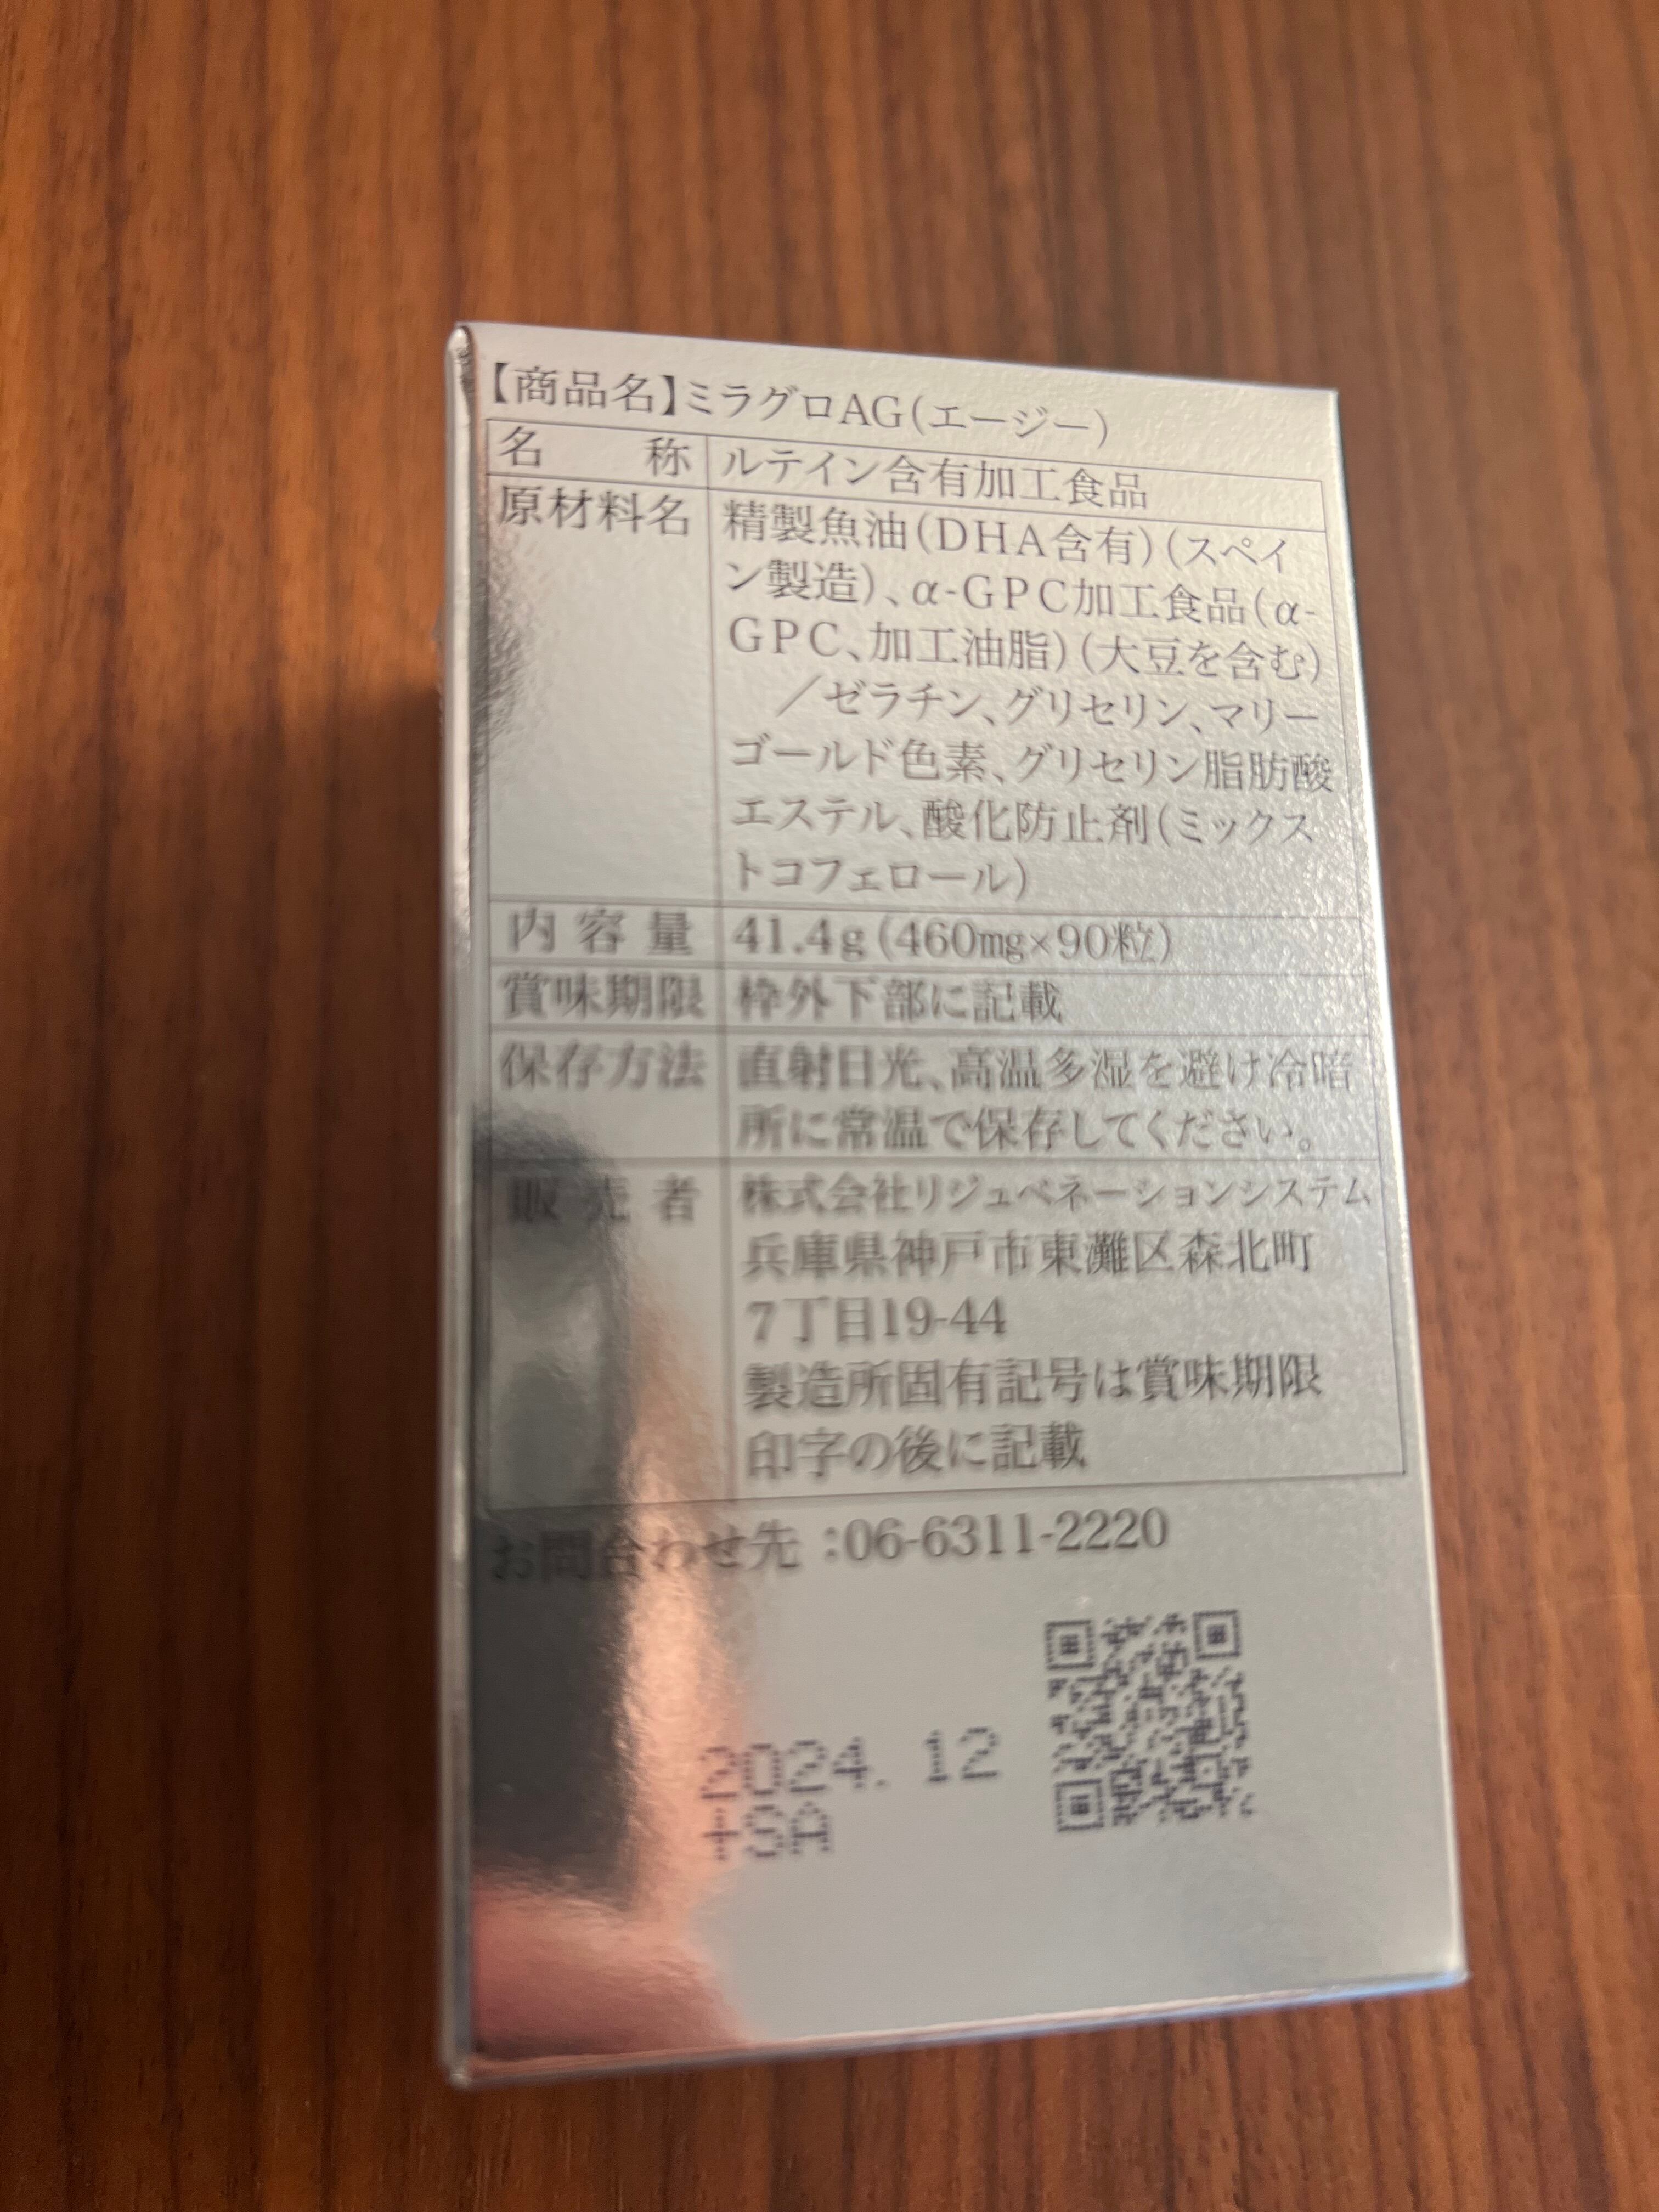 【商品名】ミラグロAG(エージー)
名称 ルテイン含有加工食品
原材料名 精製魚油(DHA含有)(スペイ
ン製造)、α-GPC加工食品(α-
GPC、加工油脂)(大豆を含む)
／ゼラチン、グリセリン、マリー
ゴールド色素、グリセリン脂肪酸
エステル、酸化防止剤(ミックス
トコフェロール)
内容量 41.4g(460mg×90粒)
賞味期限 枠外下部に記載
保存方法 直射日光、高温多湿を避け冷暗
所に常温で保存してください。
販売者 株式会社リジュベネーションシステム
兵庫県神戸市東灘区森北町
7丁目19-44
製造所固有記号は賞味期限
印字の後に記載
お問合わせ先:06-6311-2220
2024.12
+SA